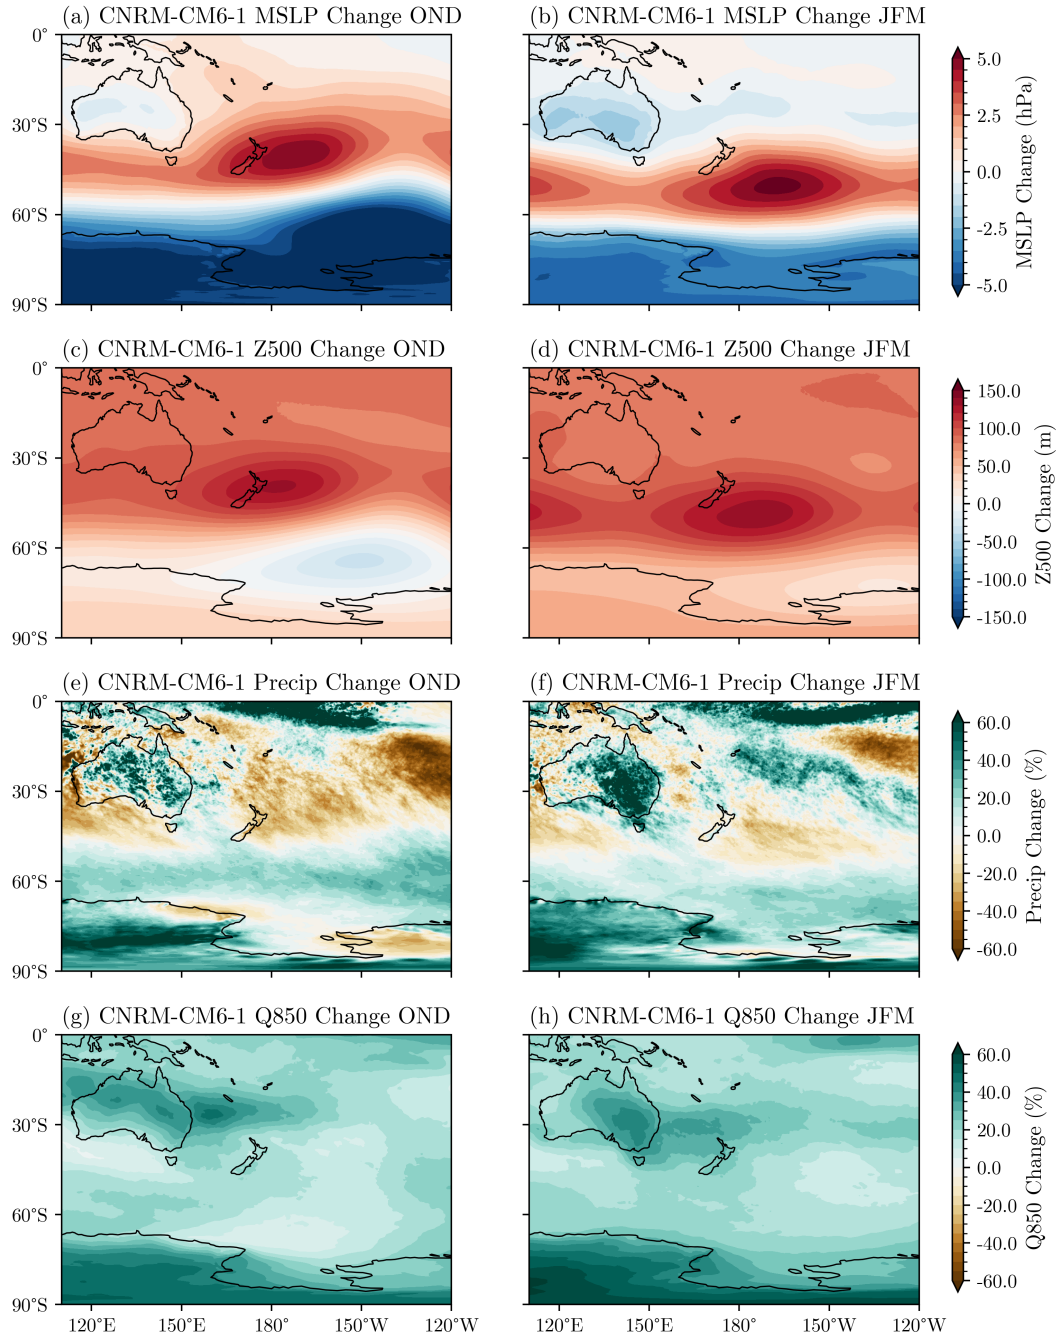 (a) CNRM-CM6-1 MSLP Change OND
(b) CNRM-CM6-1 MSLP Change JFM
0°
30°S
60°S
90°S
5.0
2.5
0.0
-2.5
-5.0
MSLP Change (hPa)
(c) CNRM-CM6-1 Z500 Change OND
(d) CNRM-CM6-1 Z500 Change JFM
0°
30°S
60°S
90°S
150.0
100.0
50.0
0.0
-50.0
-100.0
-150.0
Z500 Change (m)
(e) CNRM-CM6-1 Precip Change OND
(f) CNRM-CM6-1 Precip Change JFM
0°
30°S
60°S
90°S
60.0
40.0
20.0
0.0
-20.0
-40.0
-60.0
Precip Change (%)
(g) CNRM-CM6-1 Q850 Change OND
(h) CNRM-CM6-1 Q850 Change JFM
0°
30°S
60°S
90°S
60.0
40.0
20.0
0.0
-20.0
-40.0
-60.0
Q850 Change (%)
120°E 150°E 180° 150°W 120°W
120°E 150°E 180° 150°W 120°W